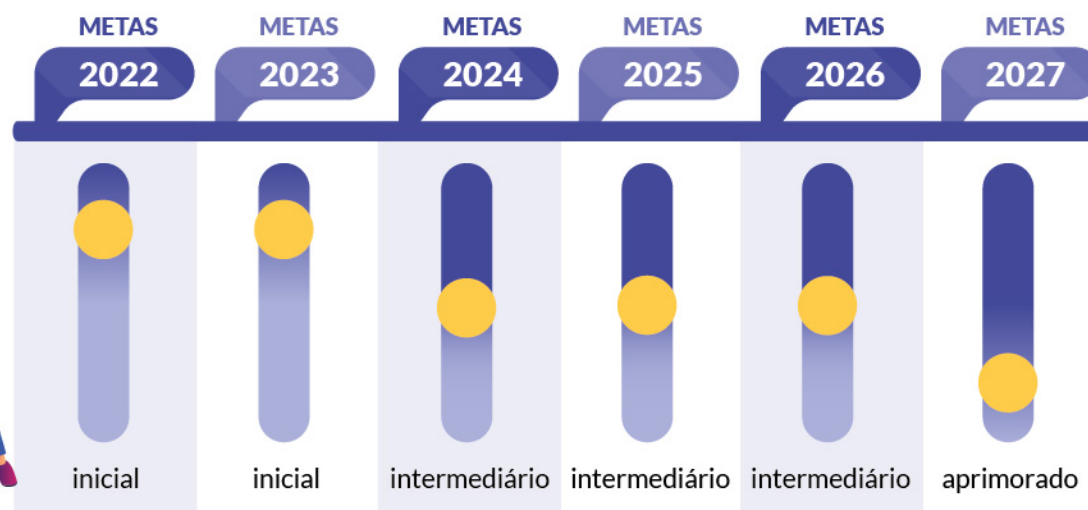 METAS METAS METAS METAS METAS METAS
2022 2023 2024 2025 2026 2027
inicial inicial intermediário intermediário intermediário aprimorado